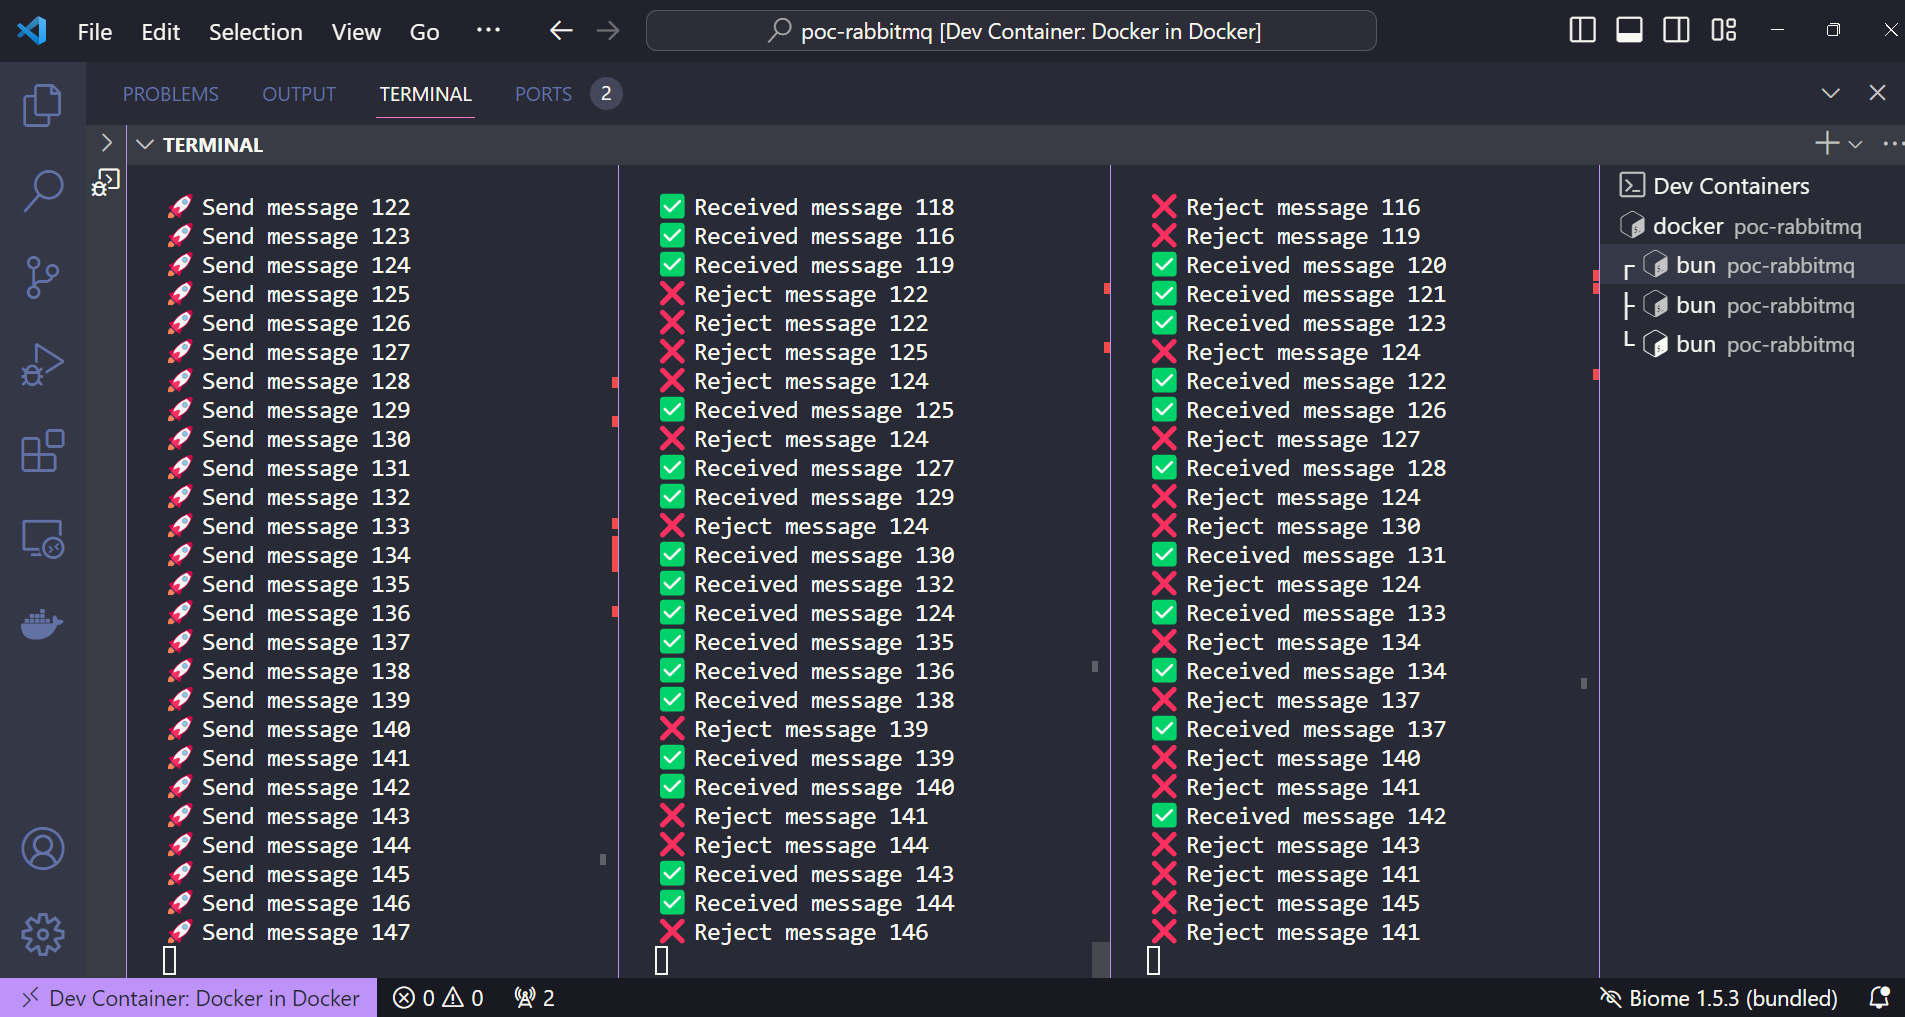 File Edit Selection View Go ···
poc-rabbitmq [Dev Container: Docker in Docker]
PROBLEMS OUTPUT TERMINAL PORTS 2
TERMINAL
🚀 Send message 122
🚀 Send message 123
🚀 Send message 124
🚀 Send message 125
🚀 Send message 126
🚀 Send message 127
🚀 Send message 128
🚀 Send message 129
🚀 Send message 130
🚀 Send message 131
🚀 Send message 132
🚀 Send message 133
🚀 Send message 134
🚀 Send message 135
🚀 Send message 136
🚀 Send message 137
🚀 Send message 138
🚀 Send message 139
🚀 Send message 140
🚀 Send message 141
🚀 Send message 142
🚀 Send message 143
🚀 Send message 144
🚀 Send message 145
🚀 Send message 146
🚀 Send message 147
✅ Received message 118
✅ Received message 116
✅ Received message 119
❌ Reject message 122
❌ Reject message 122
❌ Reject message 125
❌ Reject message 124
✅ Received message 125
❌ Reject message 124
✅ Received message 127
✅ Received message 129
❌ Reject message 124
✅ Received message 130
✅ Received message 132
✅ Received message 124
✅ Received message 135
✅ Received message 136
✅ Received message 138
❌ Reject message 139
✅ Received message 139
✅ Received message 140
❌ Reject message 141
❌ Reject message 144
✅ Received message 143
✅ Received message 144
❌ Reject message 146
❌ Reject message 116
❌ Reject message 119
✅ Received message 120
✅ Received message 121
✅ Received message 123
❌ Reject message 124
✅ Received message 122
✅ Received message 126
❌ Reject message 127
✅ Received message 128
❌ Reject message 124
❌ Reject message 130
✅ Received message 131
❌ Reject message 124
✅ Received message 133
❌ Reject message 134
✅ Received message 134
❌ Reject message 137
✅ Received message 137
❌ Reject message 140
❌ Reject message 141
✅ Received message 142
❌ Reject message 143
❌ Reject message 141
❌ Reject message 145
❌ Reject message 141
Dev Containers
docker poc-rabbitmq
bun poc-rabbitmq
bun poc-rabbitmq
bun poc-rabbitmq
Dev Container: Docker in Docker 0 0 2 Biome 1.5.3 (bundled)